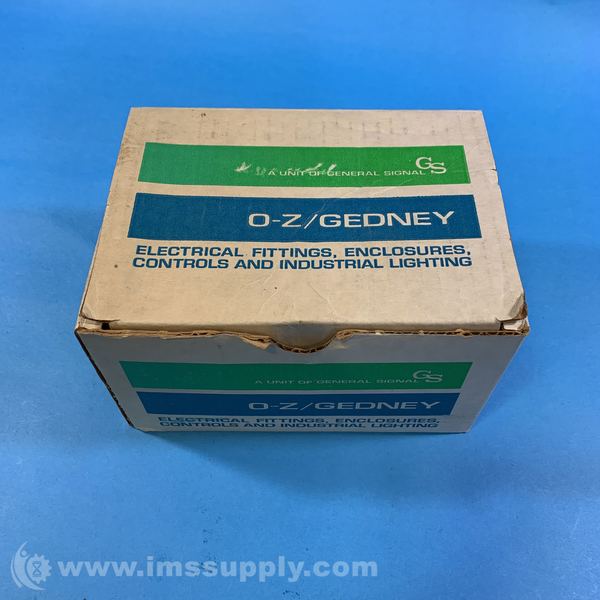 A UNIT OF GENERAL SIGNAL GS
O-Z/GEDNEY
ELECTRICAL FITTINGS, ENCLOSURES,
CONTROLS AND INDUSTRIAL LIGHTING
A UNIT OF GENERAL SIGNAL GS
O-Z/GEDNEY
ELECTRICAL FITTINGS, ENCLOSURES,
CONTROLS AND INDUSTRIAL LIGHTING
www.imssupply.com